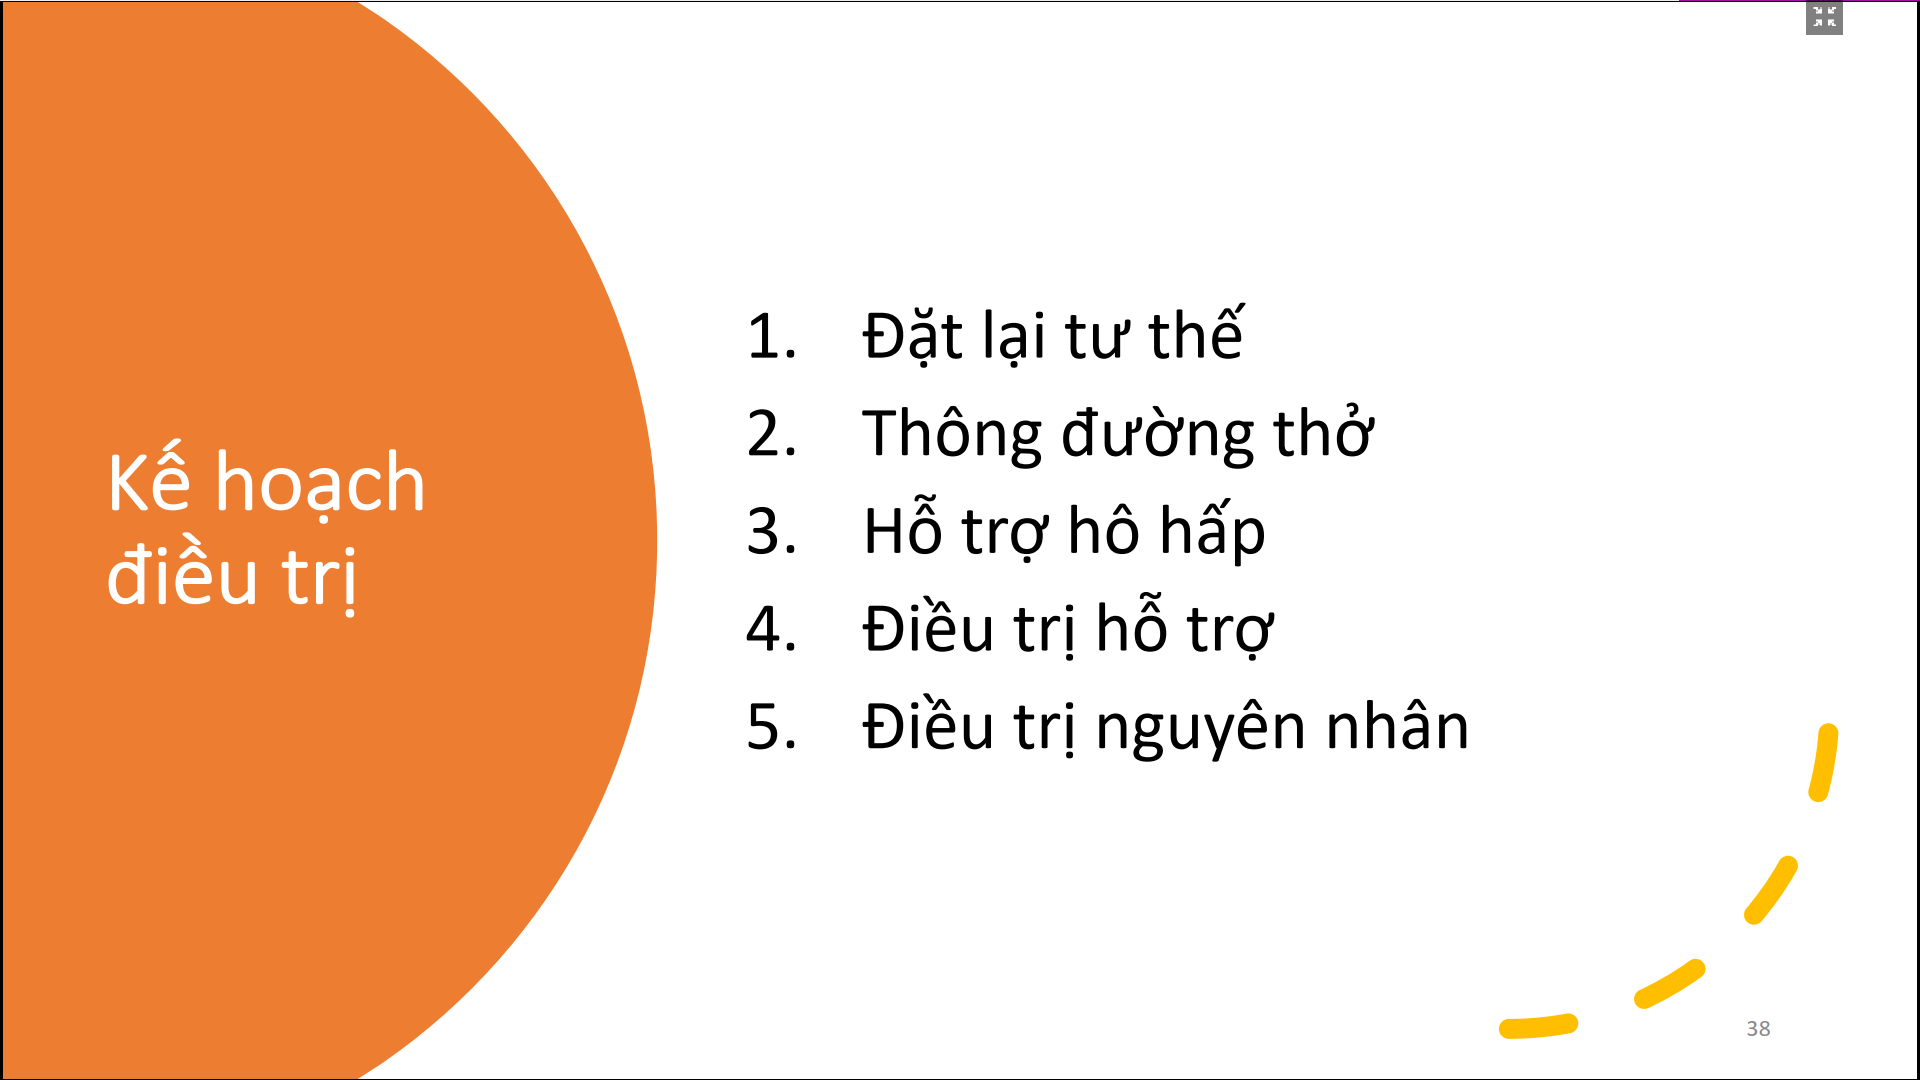 Kế hoạch
điều trị
1. Đặt lại tư thế
2. Thông đường thở
3. Hỗ trợ hô hấp
4. Điều trị hỗ trợ
5. Điều trị nguyên nhân
38